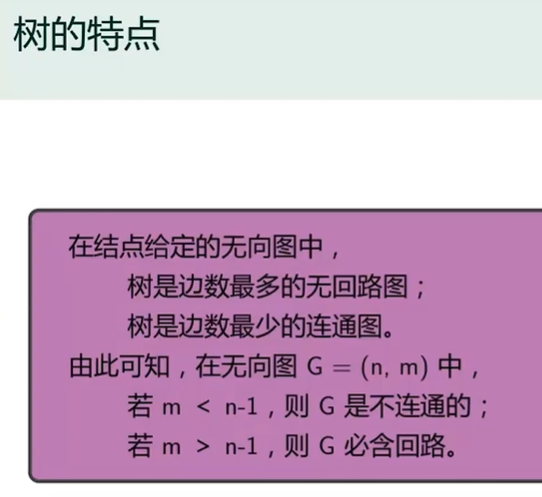 树的特点
在结点给定的无向图中，
树是边数最多的无回路图；
树是边数最少的连通图。
由此可知，在无向图 G = (n, m) 中，
若 m < n-1，则 G 是不连通的；
若 m > n-1，则 G 必含回路。